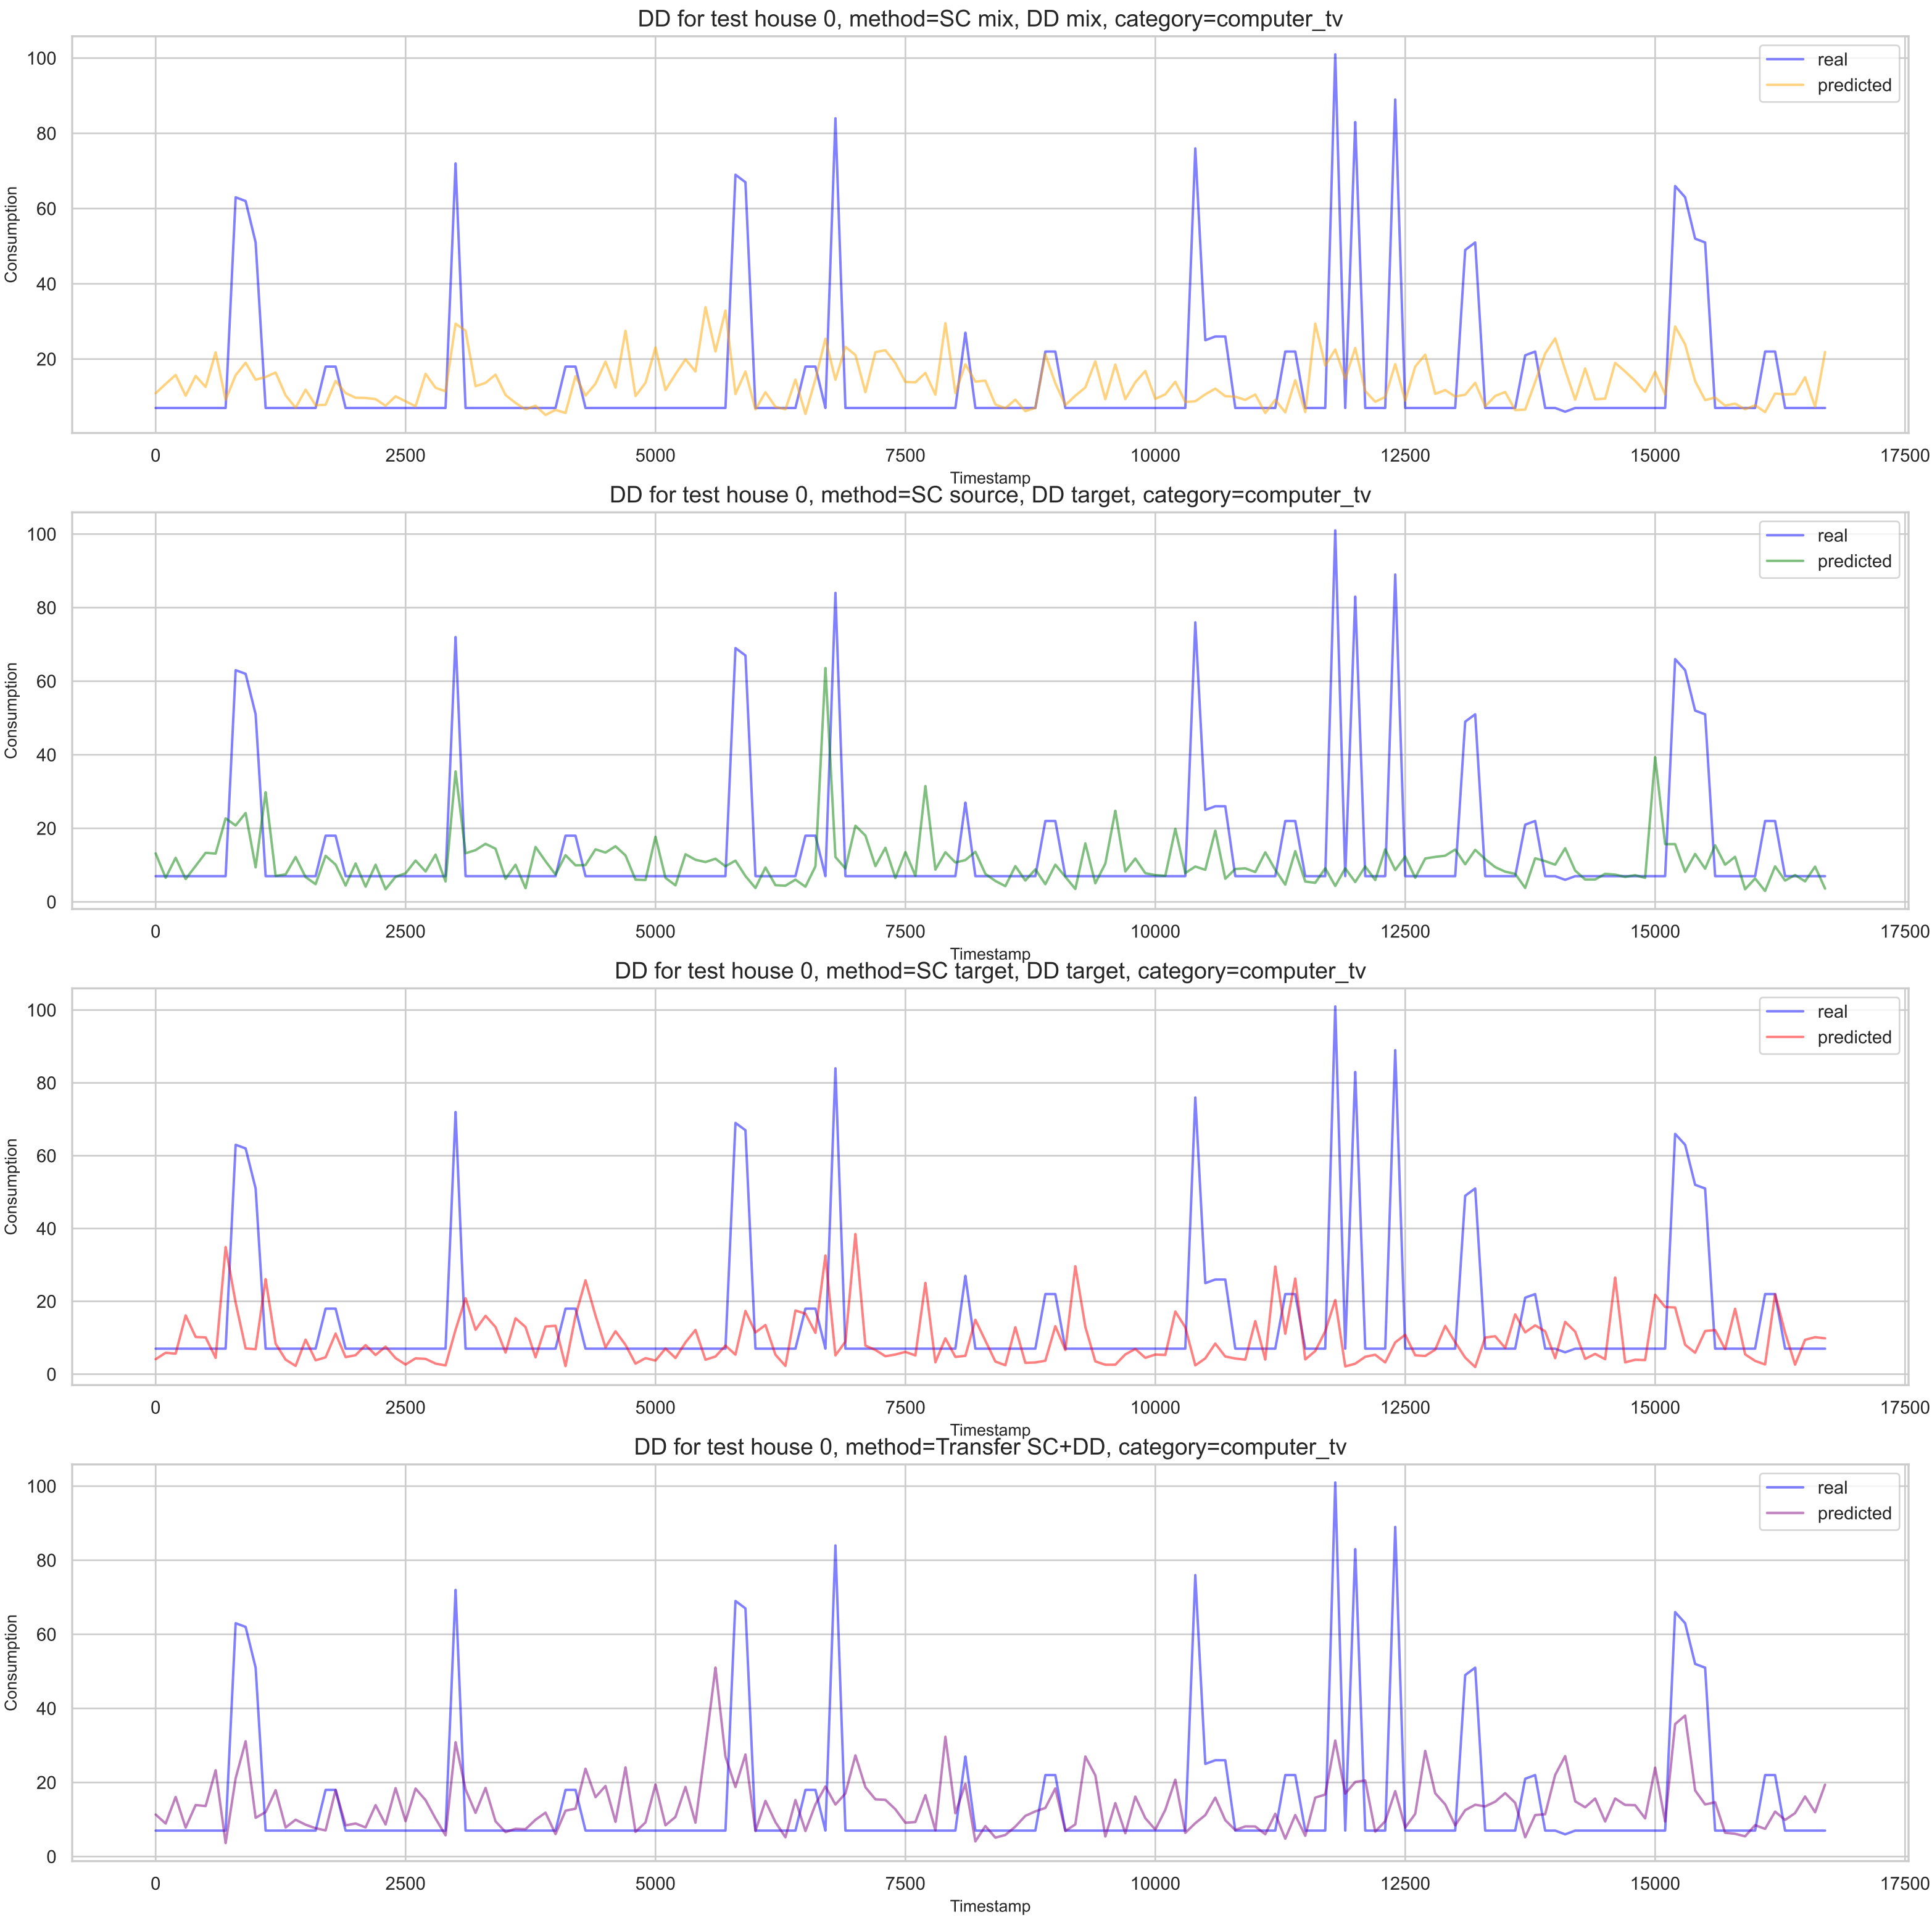 DD for test house 0, method=SC mix, DD mix, category=computer_tv
real
predicted
Consumption
100
80
60
40
20
0 2500 5000 7500 10000 12500 15000 17500
Timestamp
DD for test house 0, method=SC source, DD target, category=computer_tv
real
predicted
Consumption
100
80
60
40
20
0
0 2500 5000 7500 10000 12500 15000 17500
Timestamp
DD for test house 0, method=SC target, DD target, category=computer_tv
real
predicted
Consumption
100
80
60
40
20
0
0 2500 5000 7500 10000 12500 15000 17500
Timestamp
DD for test house 0, method=Transfer SC+DD, category=computer_tv
real
predicted
Consumption
100
80
60
40
20
0
0 2500 5000 7500 10000 12500 15000 17500
Timestamp